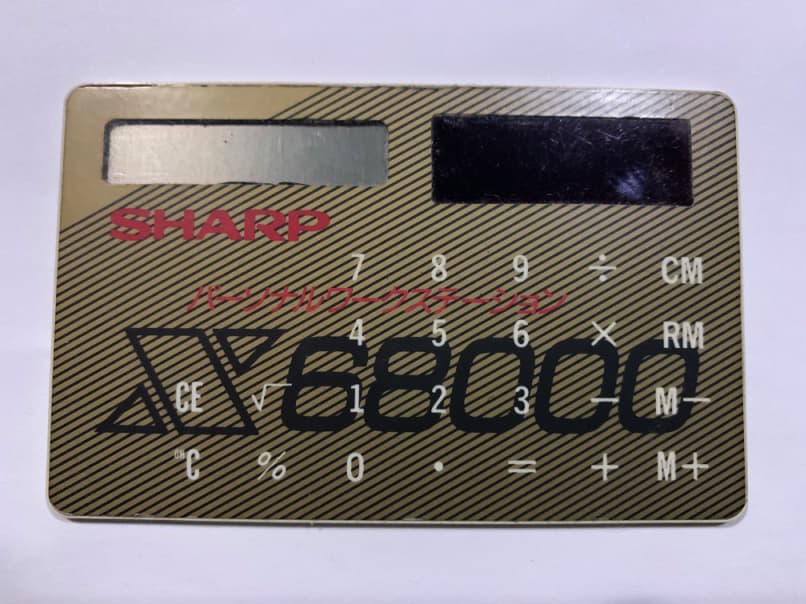 SHARP
7 8 9 ÷ CM
パーソナルワークステーション
4 5 6 × RM
X68000
CE √ 1 2 3 − M−
ON C % 0 · = + M+